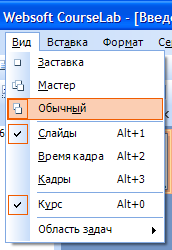 Websoft CourseLab - [Введе
Вид Вставка Формат Се
Заставка
Мастер
Обычный
Слайды Alt+1
Время кадра Alt+2
Кадры Alt+3
Курс Alt+0
Область задач